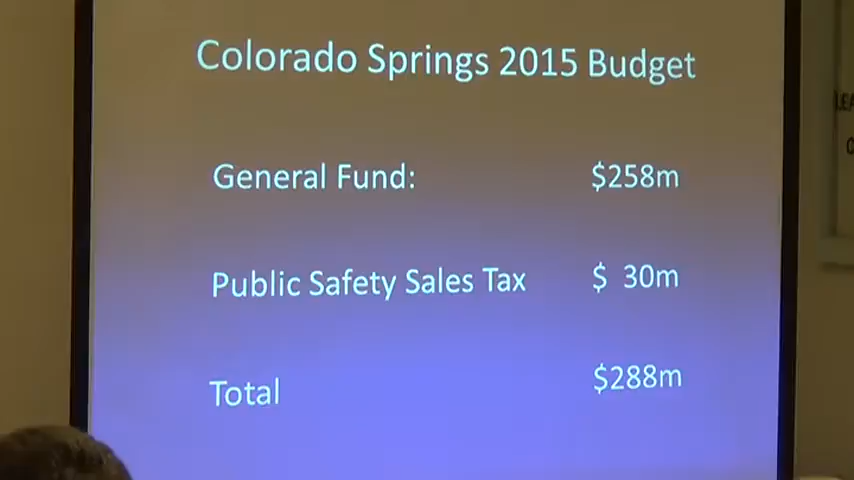 Colorado Springs 2015 Budget
General Fund: $258m
Public Safety Sales Tax $ 30m
Total $288m